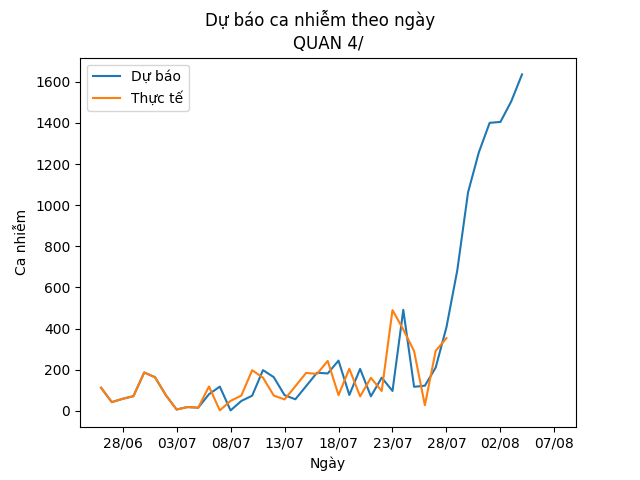 Dự báo ca nhiễm theo ngày
QUAN 4/
Dự báo
Thực tế
Ca nhiễm
1600
1400
1200
1000
800
600
400
200
0
28/06 03/07 08/07 13/07 18/07 23/07 28/07 02/08 07/08
Ngày